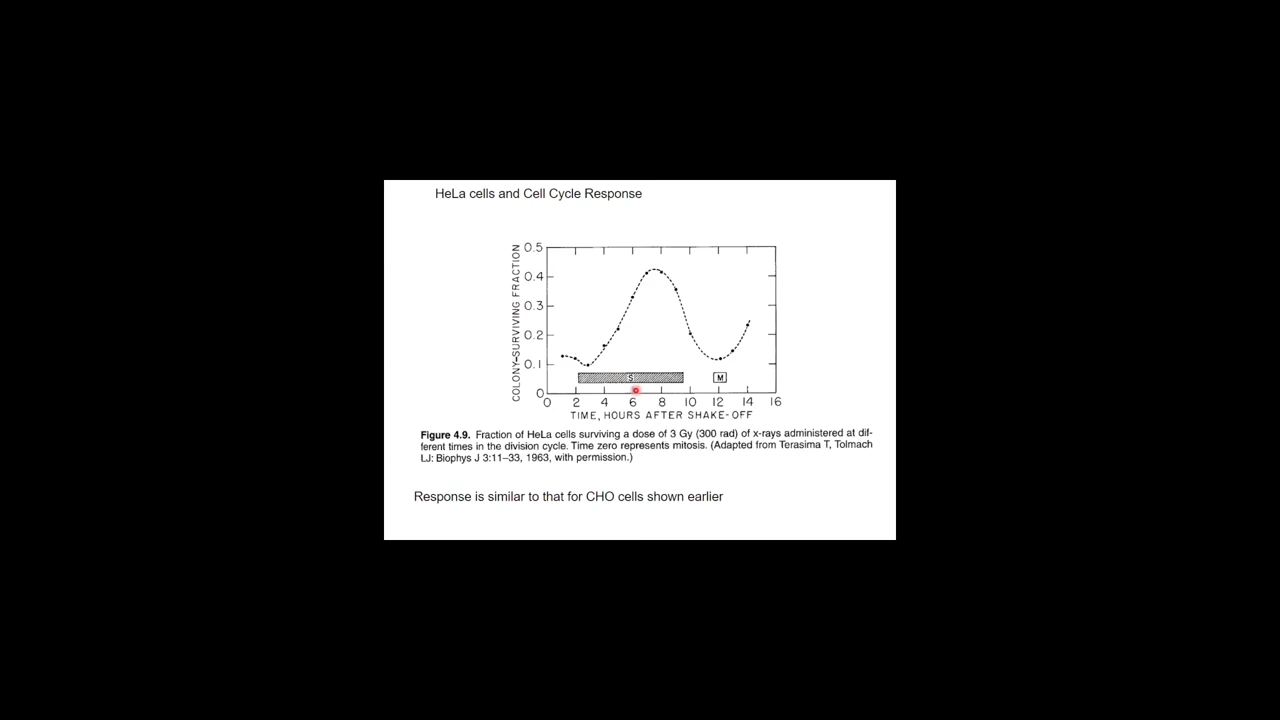 HeLa cells and Cell Cycle Response
COLONY-SURVIVING FRACTION
0.5
0.4
0.3
0.2
0.1
0
S
M
0 2 4 6 8 10 12 14 16
TIME, HOURS AFTER SHAKE-OFF
Figure 4.9. Fraction of HeLa cells surviving a dose of 3 Gy (300 rad) of x-rays administered at dif-
ferent times in the division cycle. Time zero represents mitosis. (Adapted from Terasima T, Tolmach
LJ: Biophys J 3:11–33, 1963, with permission.)
Response is similar to that for CHO cells shown earlier